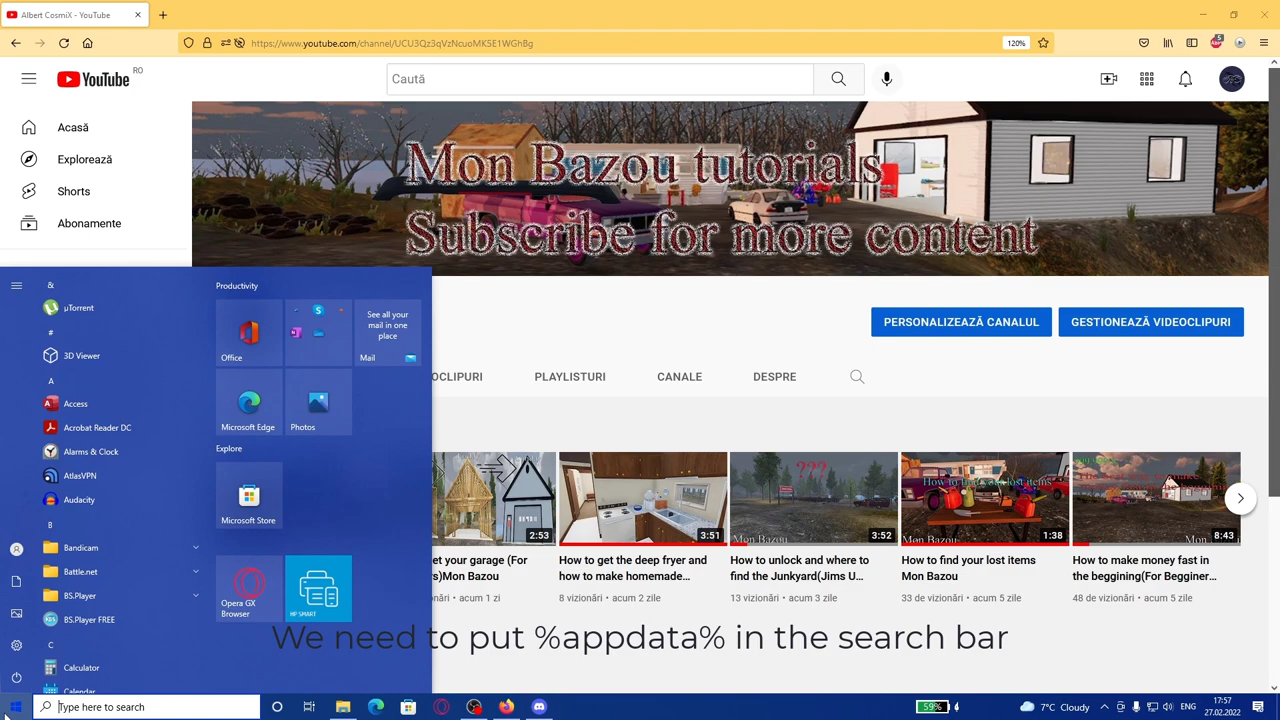 Albert CosmiX - YouTube
https://www.youtube.com/channel/UCU3Qz3qVzNcuoMK5E1WGhBg
120%
5
YouTube RO
Caută
Acasă
Explorează
Shorts
Abonamente
Mon Bazou tutorials
Subscribe for more content
PERSONALIZEAZĂ CANALUL
GESTIONEAZĂ VIDEOCLIPURI
OCLIPURI
PLAYLISTURI
CANALE
DESPRE
&
µTorrent
#
3D Viewer
A
Access
Acrobat Reader DC
Alarms & Clock
AtlasVPN
Audacity
B
Bandicam
Battle.net
BS.Player
BS.Player FREE
C
Calculator
Calendar
Productivity
Office
See all your
mail in one
place
Mail
Microsoft Edge
Photos
Explore
Microsoft Store
Opera GX
Browser
HP SMART
2:53
et your garage (For
s)Mon Bazou
• acum 1 zi
3:51
How to get the deep fryer and
how to make homemade...
8 vizionări • acum 2 zile
???
Mon Bazou
3:52
How to unlock and where to
find the Junkyard(Jims U...
13 vizionări • acum 3 zile
How to find your lost items
1:38
How to find your lost items
Mon Bazou
33 de vizionări • acum 5 zile
8:43
How to make money fast in
the beggining(For Begginer...
48 de vizionări • acum 5 zile
We need to put %appdata% in the search bar
Type here to search
59%
7°C Cloudy
ENG
17:57
27.02.2022